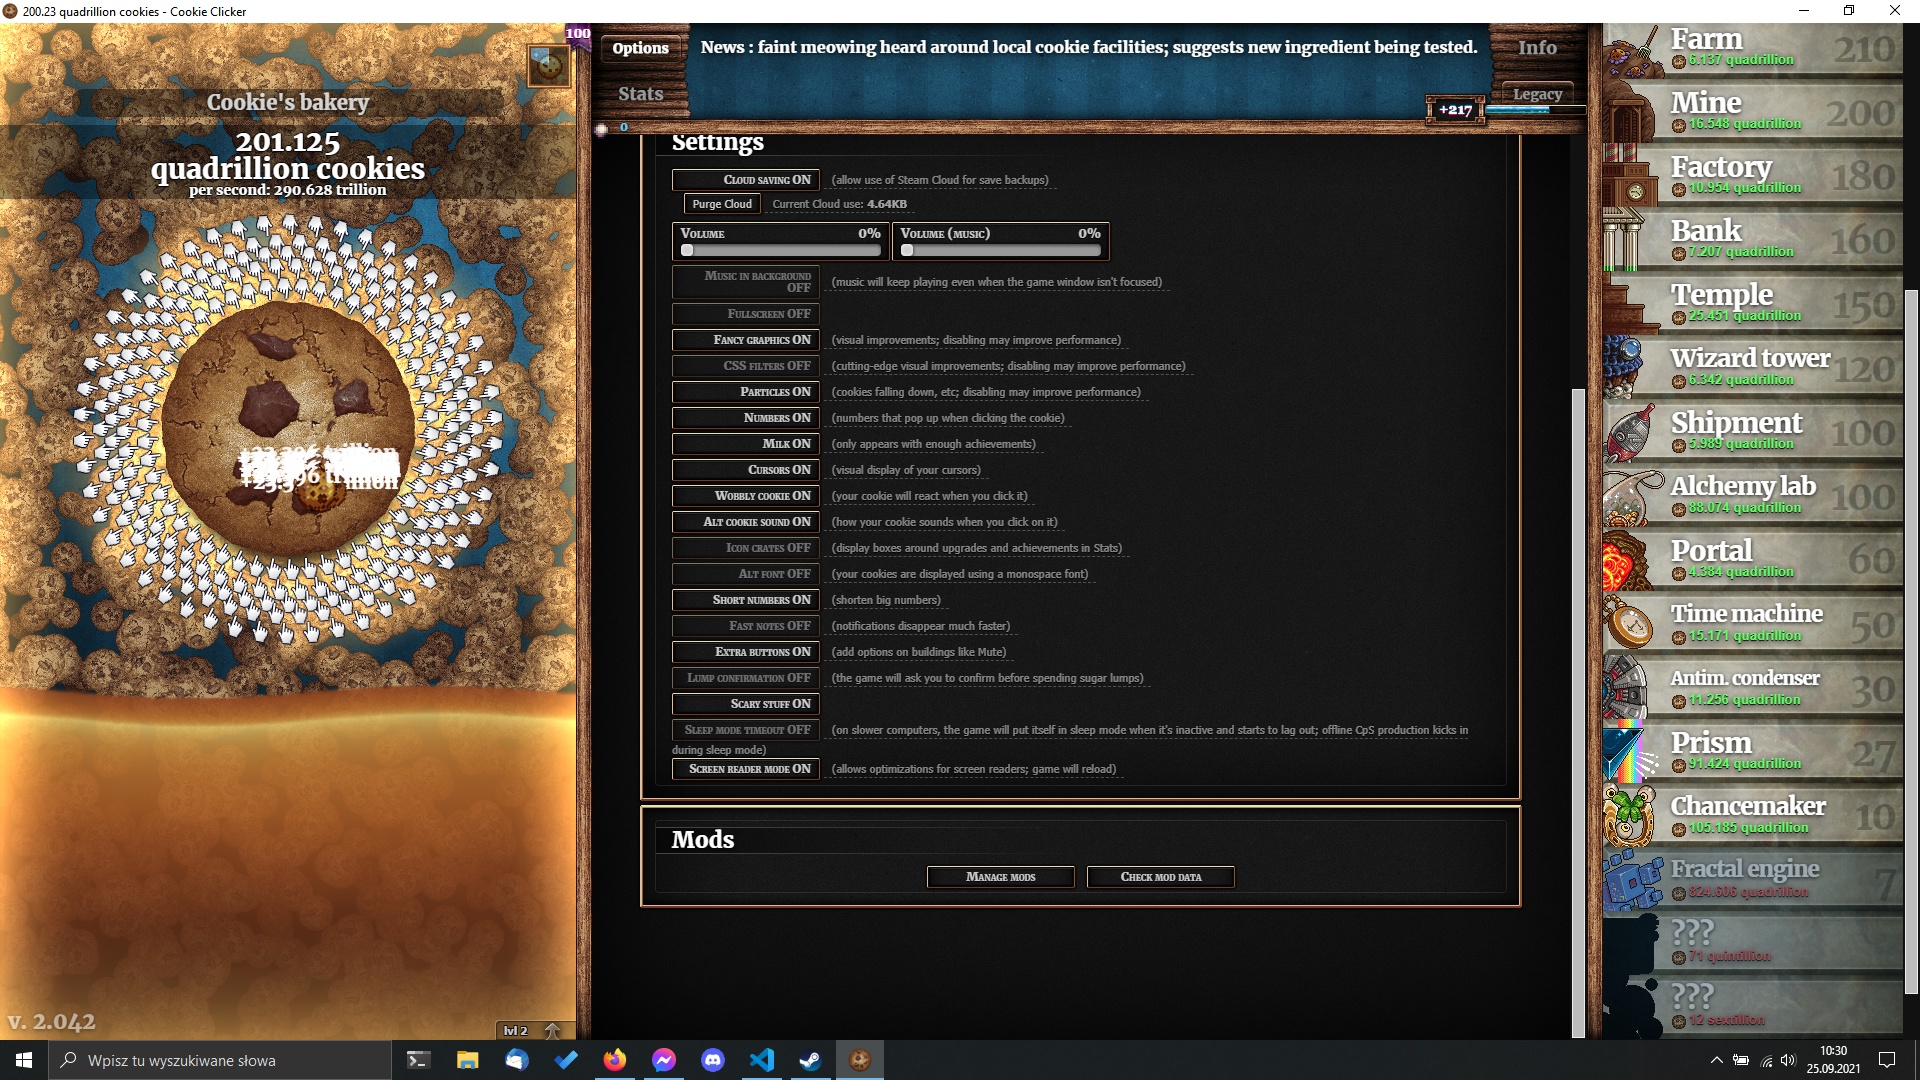 200.23 quadrillion cookies - Cookie Clicker
100
Cookie's bakery
201.125
quadrillion cookies
per second: 290.628 trillion
v. 2.042
lvl 2
Options
Stats
News : faint meowing heard around local cookie facilities; suggests new ingredient being tested.
Info
Legacy
+217
0
Settings
Cloud saving ON (allow use of Steam Cloud for save backups)
Purge Cloud Current Cloud use: 4.64KB
Volume 0% Volume (music) 0%
Music in background OFF (music will keep playing even when the game window isn't focused)
Fullscreen OFF
Fancy graphics ON (visual improvements; disabling may improve performance)
CSS filters OFF (cutting-edge visual improvements; disabling may improve performance)
Particles ON (cookies falling down, etc; disabling may improve performance)
Numbers ON (numbers that pop up when clicking the cookie)
Milk ON (only appears with enough achievements)
Cursors ON (visual display of your cursors)
Wobbly cookie ON (your cookie will react when you click it)
Alt cookie sound ON (how your cookie sounds when you click on it)
Icon crates OFF (display boxes around upgrades and achievements in Stats)
Alt font OFF (your cookies are displayed using a monospace font)
Short numbers ON (shorten big numbers)
Fast notes OFF (notifications disappear much faster)
Extra buttons ON (add options on buildings like Mute)
Lump confirmation OFF (the game will ask you to confirm before spending sugar lumps)
Scary stuff ON
Sleep mode timeout OFF (on slower computers, the game will put itself in sleep mode when it's inactive and starts to lag out; offline CpS production kicks in
during sleep mode)
Screen reader mode ON (allows optimizations for screen readers; game will reload)
Mods
Manage mods Check mod data
Farm 210
6.137 quadrillion
Mine 200
16.548 quadrillion
Factory 180
10.954 quadrillion
Bank 160
7.207 quadrillion
Temple 150
25.451 quadrillion
Wizard tower 120
6.342 quadrillion
Shipment 100
5.989 quadrillion
Alchemy lab 100
88.074 quadrillion
Portal 60
4.384 quadrillion
Time machine 50
15.171 quadrillion
Antim. condenser 30
11.256 quadrillion
Prism 27
91.424 quadrillion
Chancemaker 10
105.185 quadrillion
Fractal engine 7
824.606 quadrillion
???
71 quintillion
???
12 sextillion
Wpisz tu wyszukiwane słowa
10:30
25.09.2021